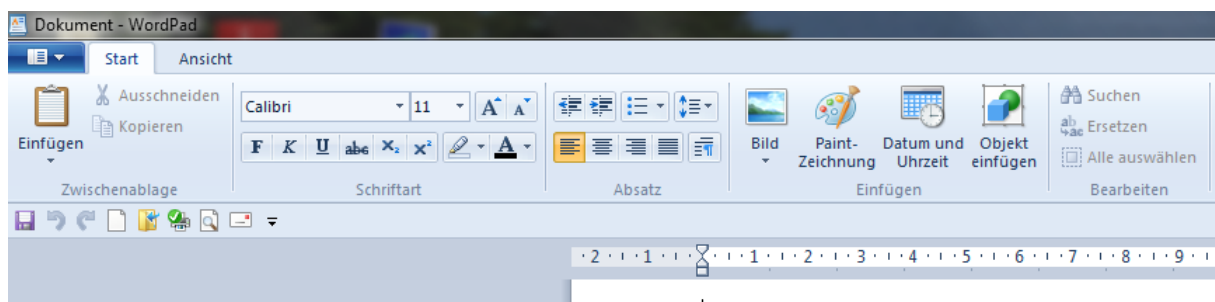 Dokument - WordPad
Start Ansicht
Ausschneiden
Kopieren
Einfügen
Zwischenablage
Calibri 11 A A
F K U abc X₂ X² A
Schriftart
Absatz
Bild
Paint-
Zeichnung
Datum und
Uhrzeit
Objekt
einfügen
Einfügen
Suchen
Ersetzen
Alle auswählen
Bearbeiten
2 1 1 2 3 4 5 6 7 8 9